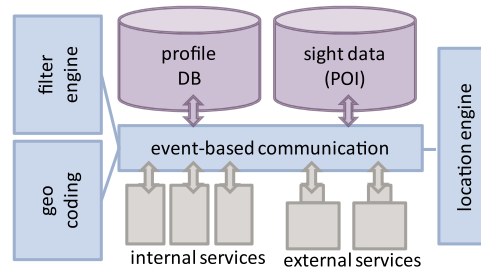 filter
engine
profile
DB
sight data
(POI)
event-based communication
geo
coding
location engine
internal services
external services